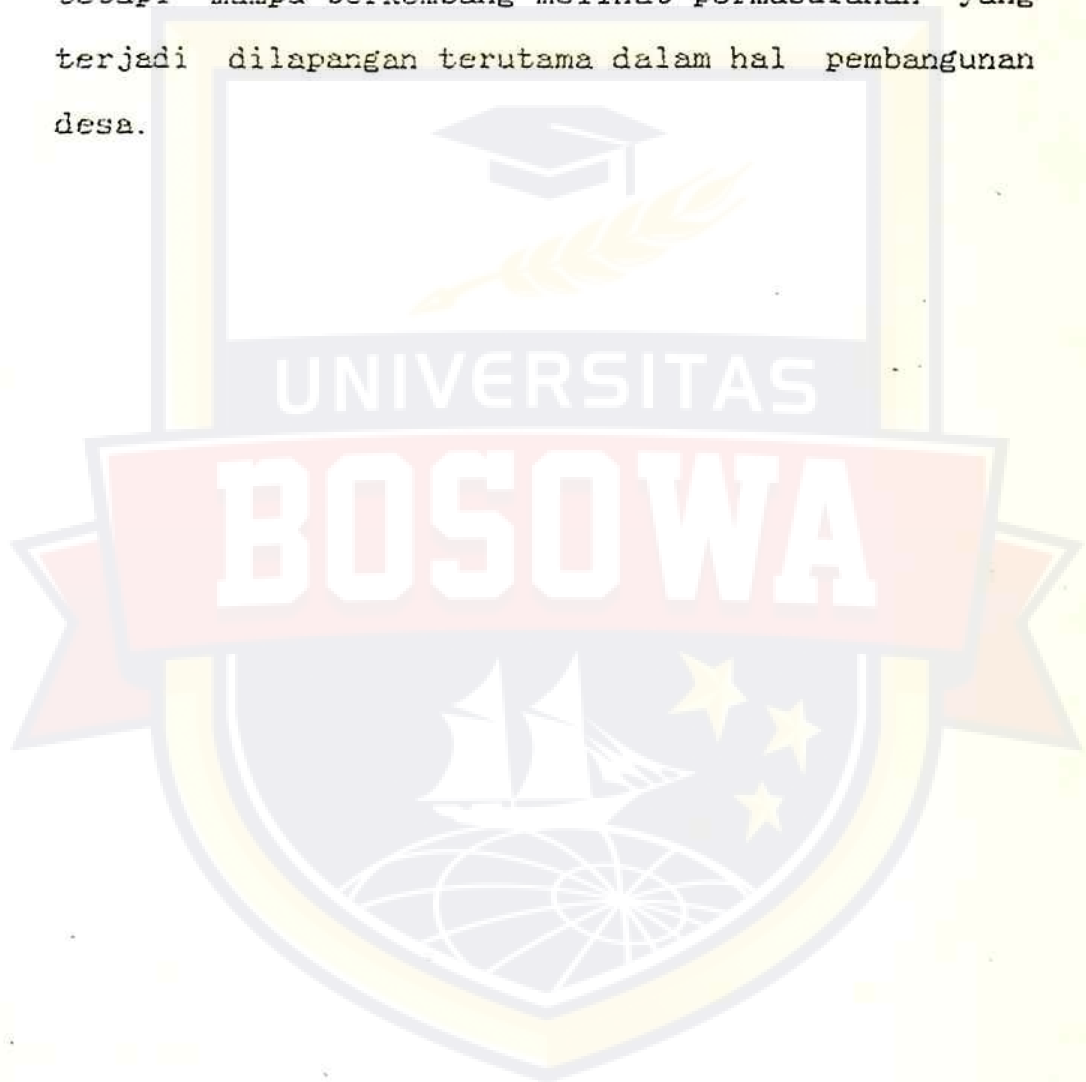 tetapi mampu berkembang melihat permasalahan yang
terjadi dilapangan terutama dalam hal pembangunan
desa.
UNIVERSITAS
BOSOWA